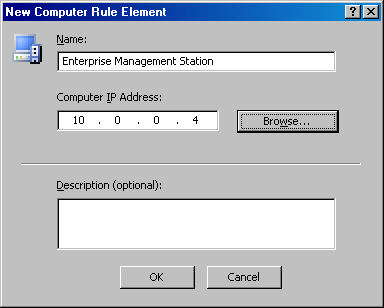 New Computer Rule Element
Name:
Enterprise Management Station
Computer IP Address:
10 . 0 . 0 . 4
Browse...
Description (optional):
OK
Cancel